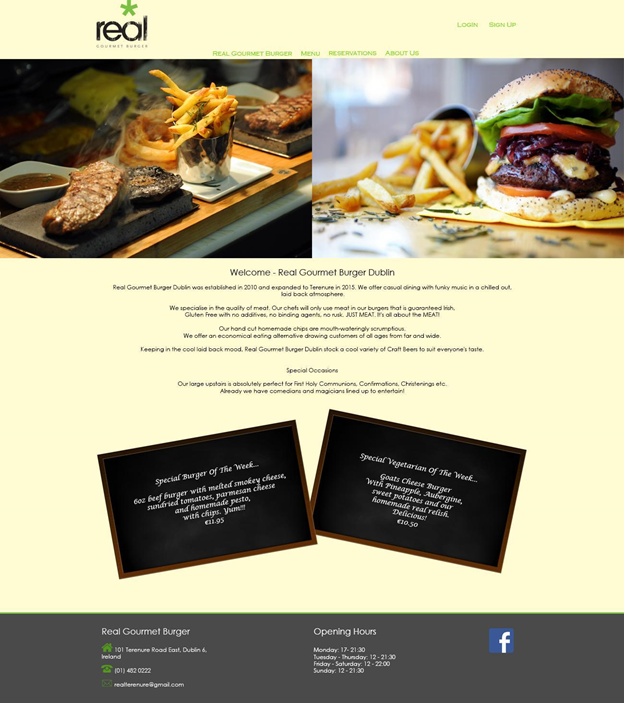 real
GOURMET BURGER
Login Sign Up
Real Gourmet Burger Menu reservations About Us
Welcome - Real Gourmet Burger Dublin
Real Gourmet Burger Dublin was established in 2010 and expanded to Terenure in 2015. We offer casual dining with funky music in a chilled out,
laid back atmosphere.
We specialise in the quality of meat. Our chefs will only use meat in our burgers that is guaranteed Irish,
Gluten Free with no additives, no binding agents, no rusk. JUST MEAT. It's all about the MEAT!
Our hand cut homemade chips are mouth-wateringly scrumptious.
We offer an economical eating alternative drawing customers of all ages from far and wide.
Keeping in the cool laid back mood, Real Gourmet Burger Dublin stock a cool variety of Craft Beers to suit everyone's taste.
Special Occasions
Our large upstairs is absolutely perfect for First Holy Communions, Confirmations, Christenings etc.
Already we have comedians and magicians lined up to entertain!
Special Burger Of The Week...
6oz beef burger with melted smokey cheese,
sundried tomatoes, parmesan cheese
and homemade pesto,
with chips. Yum!!!
€11.95
Special Vegetarian Of The Week...
Goats Cheese Burger
With Pineapple, Aubergine,
sweet potatoes and our
homemade real relish.
Delicious!
€10.50
Real Gourmet Burger
101 Terenure Road East, Dublin 6,
Ireland
(01) 482 0222
realterenure@gmail.com
Opening Hours
Monday: 17- 21:30
Tuesday - Thursday: 12 - 21:30
Friday - Saturday: 12 - 22:00
Sunday: 12 - 21:30
f